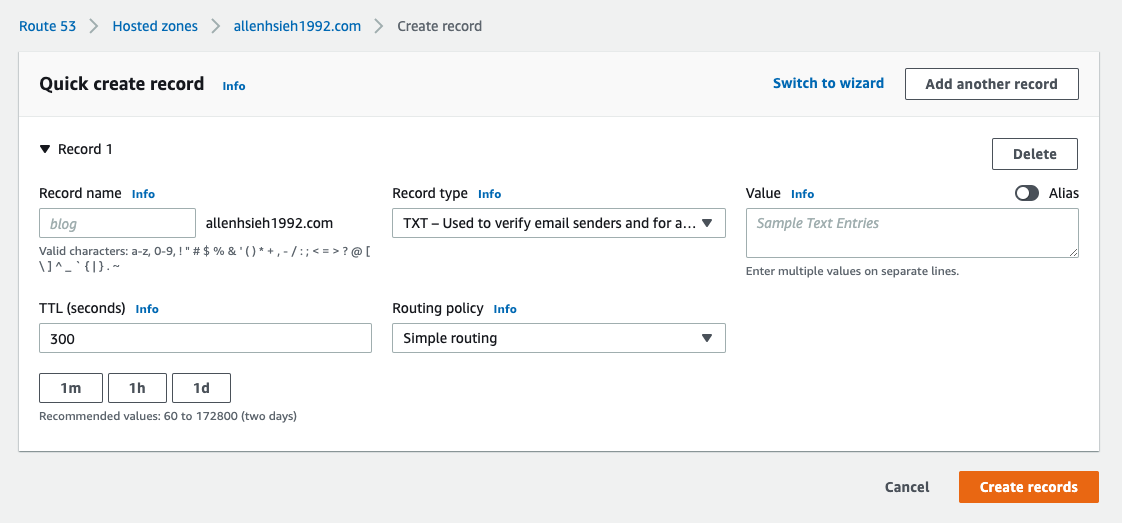 Route 53 > Hosted zones > allenhsieh1992.com > Create record
Quick create record Info
Switch to wizard
Add another record
▼ Record 1
Delete
Record name Info
blog
allenhsieh1992.com
Valid characters: a-z, 0-9, ! " # $ % & ' ( ) * + , - / : ; < = > ? @ [
\ ] ^ _ ` { | } . ~
Record type Info
TXT – Used to verify email senders and for a...
Value Info
Alias
Sample Text Entries
Enter multiple values on separate lines.
TTL (seconds) Info
300
1m
1h
1d
Recommended values: 60 to 172800 (two days)
Routing policy Info
Simple routing
Cancel
Create records